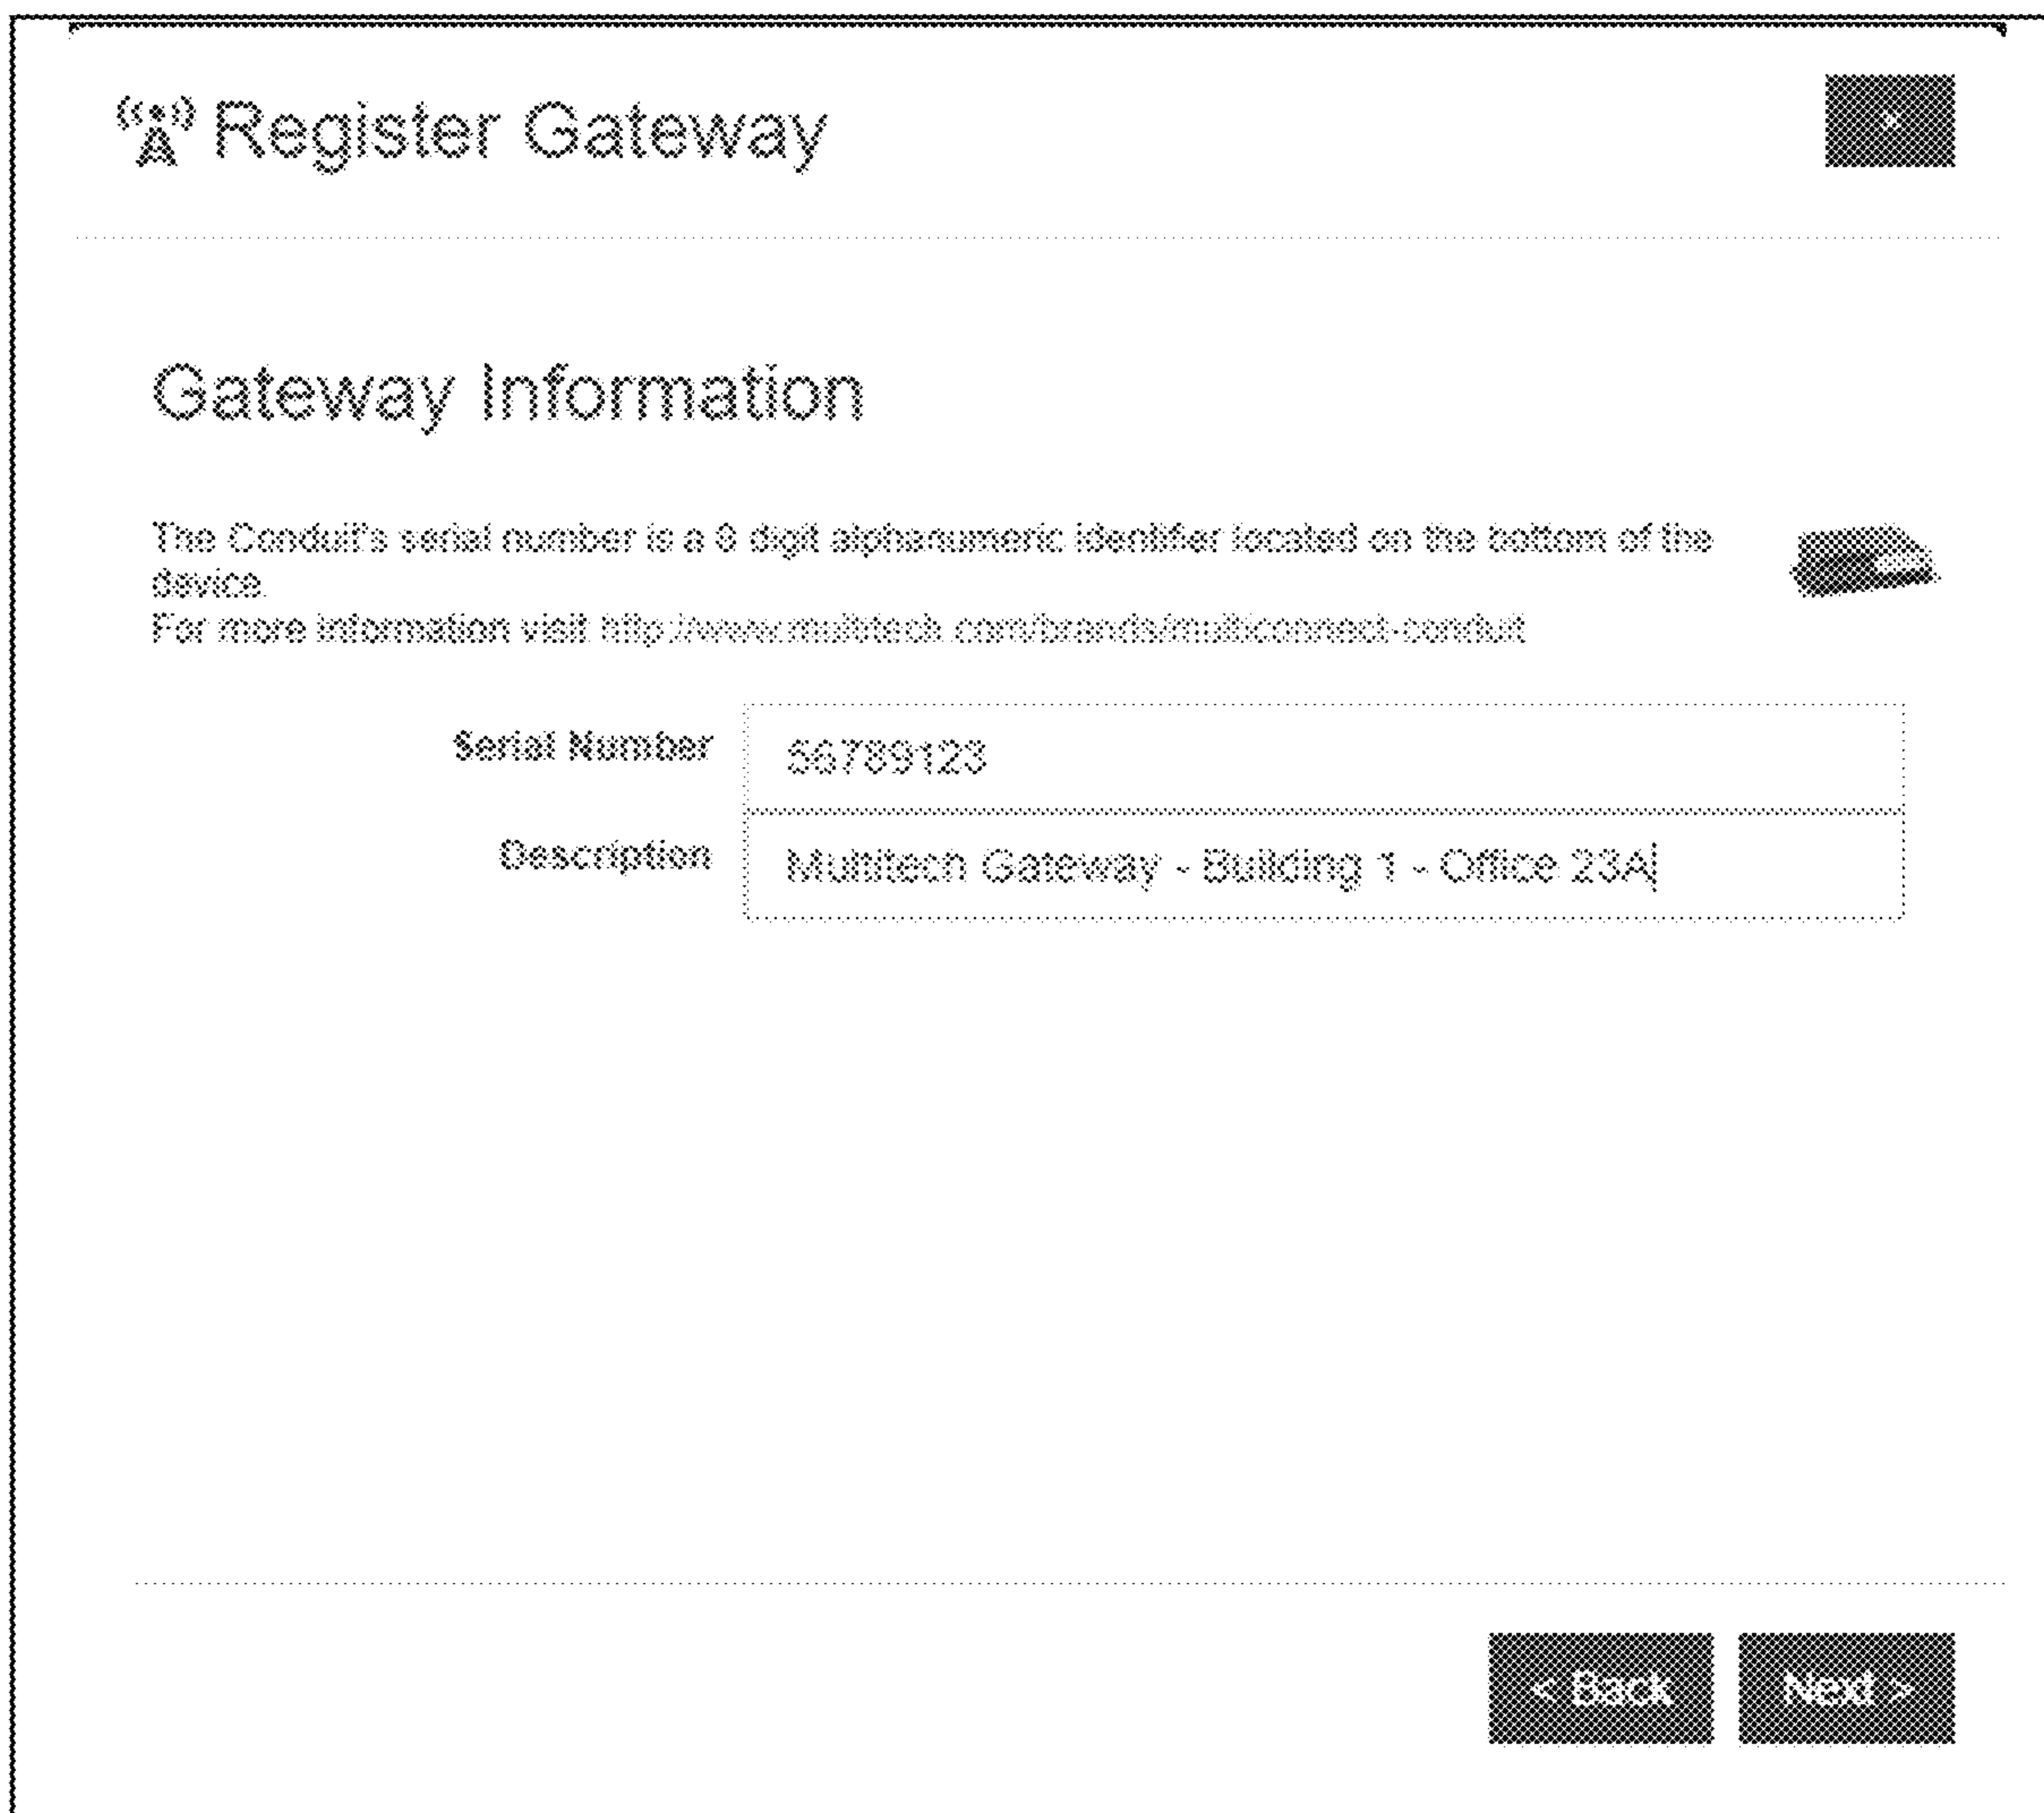 Register Gateway
Gateway Information
The Conduit's serial number is a 9 digit alphanumeric identifier located on the bottom of the
device.
For more information visit http://www.multitech.com/brands/multiconnect-conduit
Serial Number
56789123
Description
Multitech Gateway - Building 1 - Office 23A
< Back
Next >